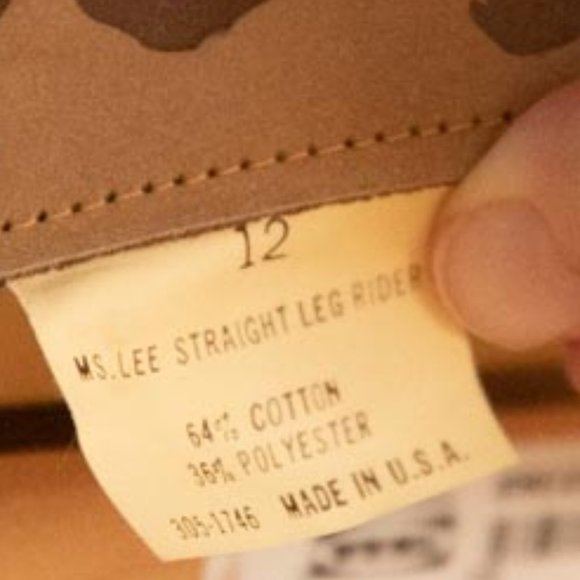 12
MS. LEE STRAIGHT LEG RIDER
64% COTTON
36% POLYESTER
305-1746 MADE IN U.S.A.